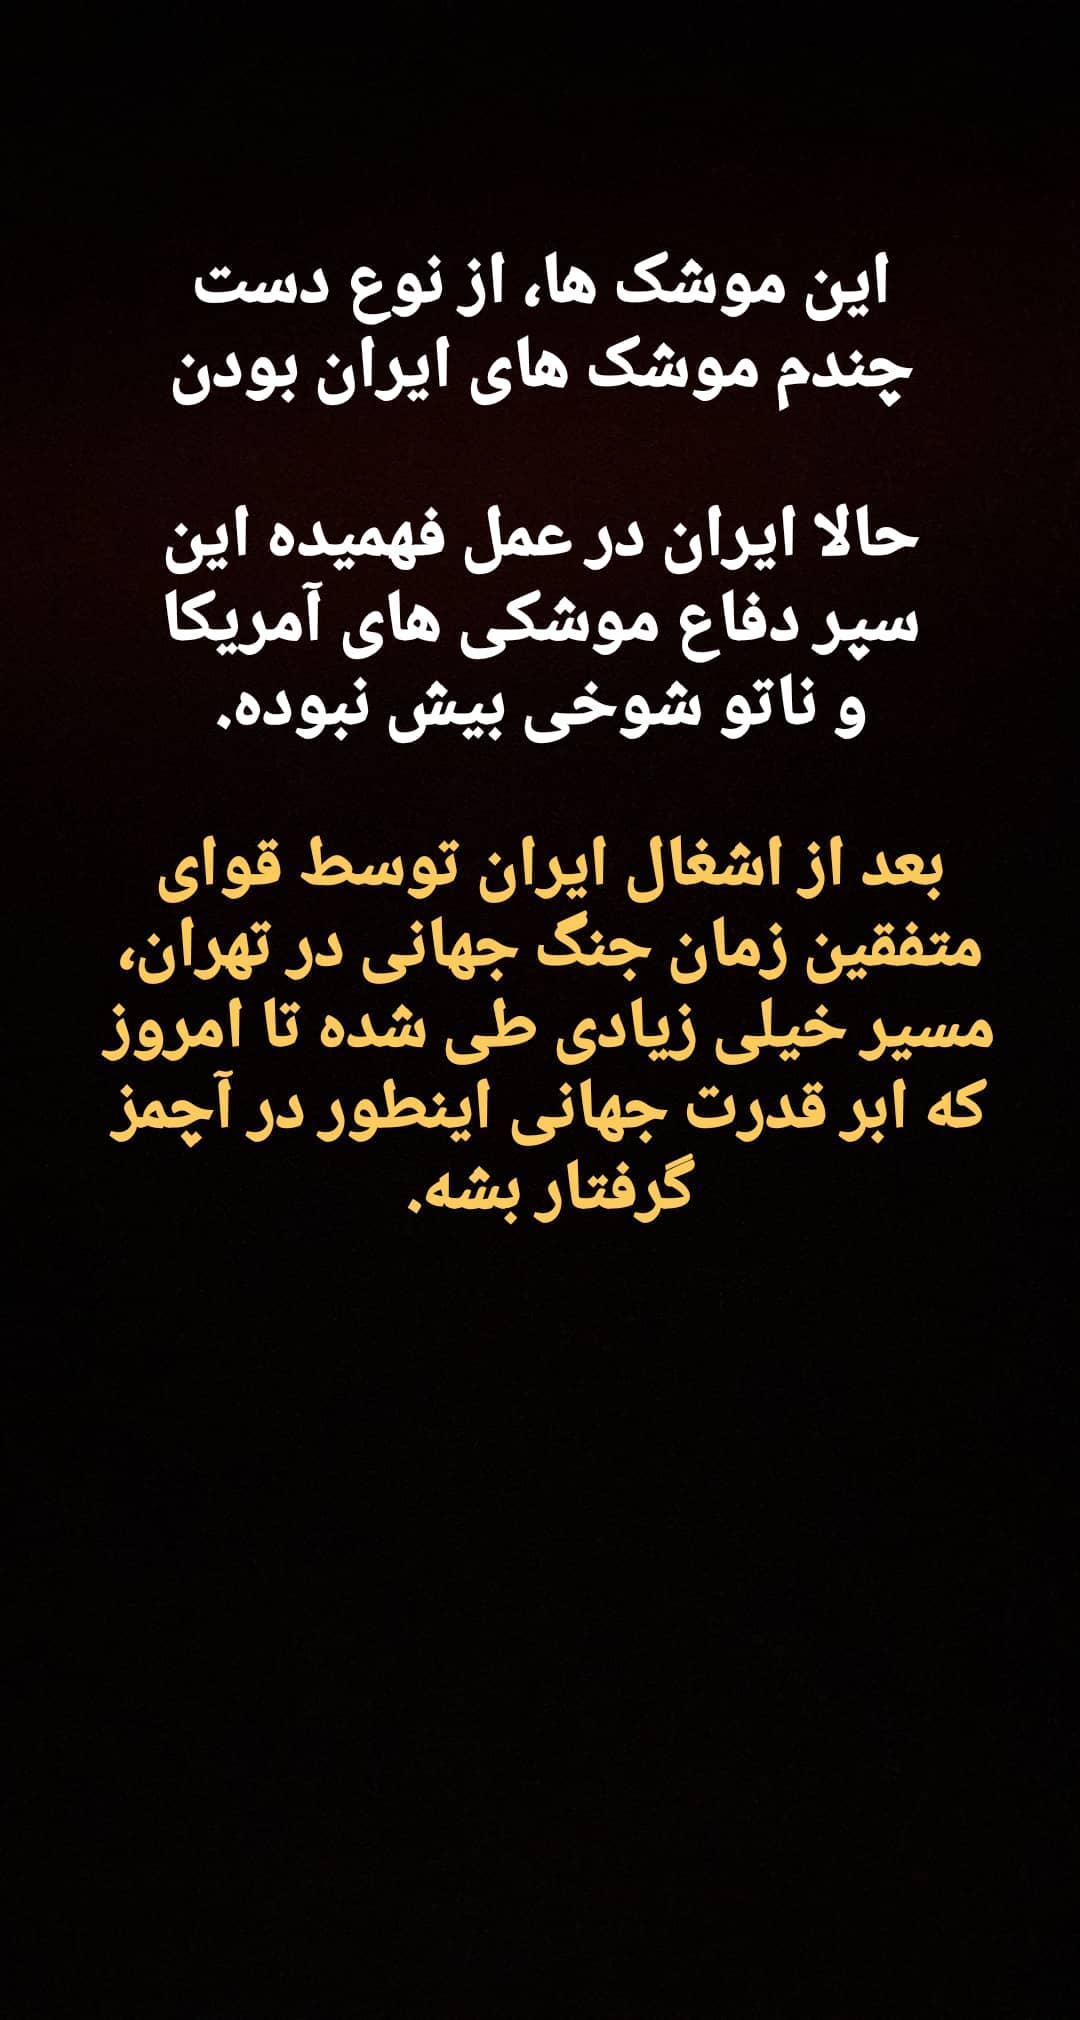 این موشک ها، از نوع دست
چندم موشک های ایران بودن
حالا ایران در عمل فهمیده این
سپر دفاع موشکی های آمریکا
و ناتو شوخی بیش نبوده.
بعد از اشغال ایران توسط قوای
متفقین زمان جنگ جهانی در تهران،
مسیر خیلی زیادی طی شده تا امروز
که ابر قدرت جهانی اینطور در آچمز
گرفتار بشه.